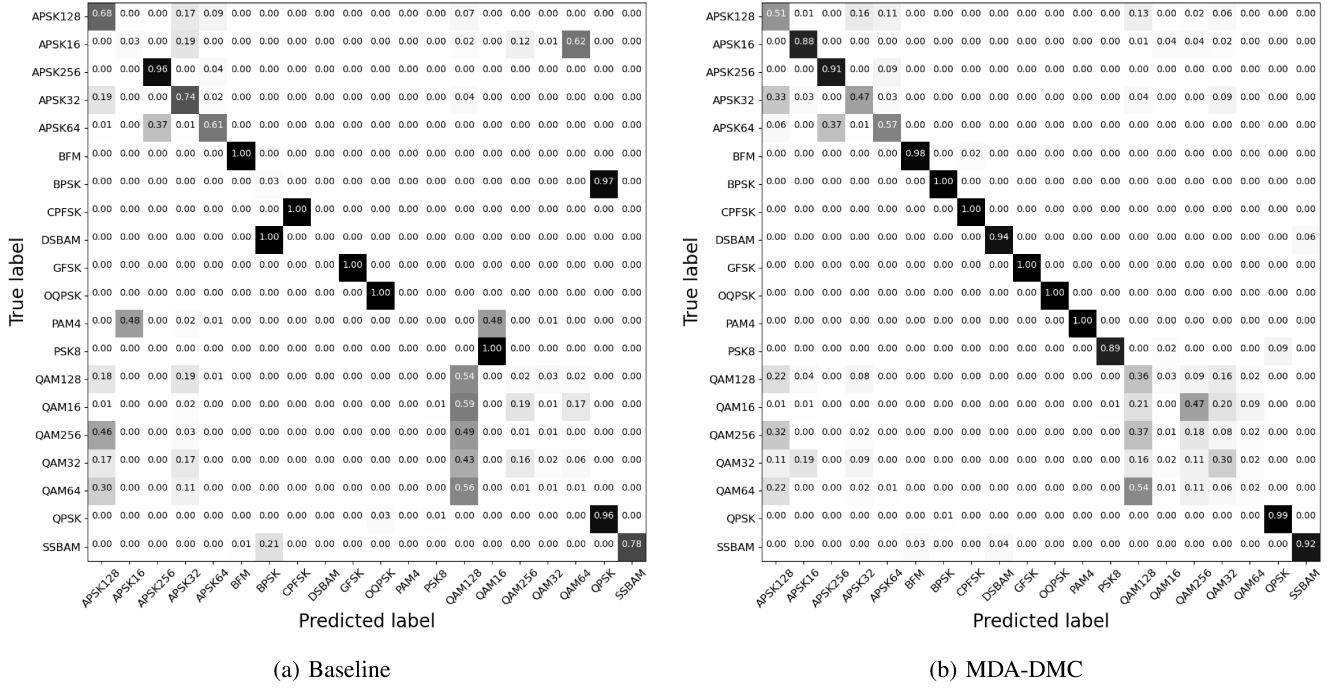 APSK128 0.68 0.00 0.00 0.17 0.09 0.00 0.00 0.00 0.00 0.00 0.00 0.00 0.00 0.07 0.00 0.00 0.00 0.00 0.00 0.00
APSK16 0.00 0.03 0.00 0.19 0.00 0.00 0.00 0.00 0.00 0.00 0.00 0.00 0.00 0.02 0.00 0.12 0.01 0.62 0.00 0.00
APSK256 0.00 0.00 0.96 0.00 0.04 0.00 0.00 0.00 0.00 0.00 0.00 0.00 0.00 0.00 0.00 0.00 0.00 0.00 0.00 0.00
APSK32 0.19 0.00 0.00 0.74 0.02 0.00 0.00 0.00 0.00 0.00 0.00 0.00 0.00 0.04 0.00 0.00 0.00 0.00 0.00 0.00
APSK64 0.01 0.00 0.37 0.01 0.61 0.00 0.00 0.00 0.00 0.00 0.00 0.00 0.00 0.00 0.00 0.00 0.00 0.00 0.00 0.00
BFM 0.00 0.00 0.00 0.00 0.00 1.00 0.00 0.00 0.00 0.00 0.00 0.00 0.00 0.00 0.00 0.00 0.00 0.00 0.00 0.00
BPSK 0.00 0.00 0.00 0.00 0.00 0.00 0.03 0.00 0.00 0.00 0.00 0.00 0.00 0.00 0.00 0.00 0.00 0.00 0.97 0.00
CPFSK 0.00 0.00 0.00 0.00 0.00 0.00 0.00 1.00 0.00 0.00 0.00 0.00 0.00 0.00 0.00 0.00 0.00 0.00 0.00 0.00
DSBAM 0.00 0.00 0.00 0.00 0.00 0.00 1.00 0.00 0.00 0.00 0.00 0.00 0.00 0.00 0.00 0.00 0.00 0.00 0.00 0.00
GFSK 0.00 0.00 0.00 0.00 0.00 0.00 0.00 0.00 0.00 1.00 0.00 0.00 0.00 0.00 0.00 0.00 0.00 0.00 0.00 0.00
OQPSK 0.00 0.00 0.00 0.00 0.00 0.00 0.00 0.00 0.00 0.00 1.00 0.00 0.00 0.00 0.00 0.00 0.00 0.00 0.00 0.00
PAM4 0.00 0.48 0.00 0.02 0.01 0.00 0.00 0.00 0.00 0.00 0.00 0.00 0.00 0.00 0.48 0.00 0.01 0.00 0.00 0.00
PSK8 0.00 0.00 0.00 0.00 0.00 0.00 0.00 0.00 0.00 0.00 0.00 0.00 0.00 0.00 1.00 0.00 0.00 0.00 0.00 0.00
QAM128 0.18 0.00 0.00 0.19 0.01 0.00 0.00 0.00 0.00 0.00 0.00 0.00 0.00 0.54 0.00 0.02 0.03 0.02 0.00 0.00
QAM16 0.01 0.00 0.00 0.02 0.00 0.00 0.00 0.00 0.00 0.00 0.00 0.00 0.01 0.59 0.00 0.19 0.01 0.17 0.00 0.00
QAM256 0.46 0.00 0.00 0.03 0.00 0.00 0.00 0.00 0.00 0.00 0.00 0.00 0.00 0.49 0.00 0.01 0.01 0.00 0.00 0.00
QAM32 0.17 0.00 0.00 0.17 0.00 0.00 0.00 0.00 0.00 0.00 0.00 0.00 0.00 0.43 0.00 0.16 0.02 0.06 0.00 0.00
QAM64 0.30 0.00 0.00 0.11 0.00 0.00 0.00 0.00 0.00 0.00 0.00 0.00 0.00 0.56 0.00 0.01 0.01 0.01 0.00 0.00
QPSK 0.00 0.00 0.00 0.00 0.00 0.00 0.00 0.00 0.00 0.00 0.03 0.00 0.01 0.00 0.00 0.00 0.00 0.00 0.96 0.00
SSBAM 0.00 0.00 0.00 0.00 0.00 0.01 0.21 0.00 0.00 0.00 0.00 0.00 0.00 0.00 0.00 0.00 0.00 0.00 0.00 0.78
True label
APSK128 APSK16 APSK256 APSK32 APSK64 BFM BPSK CPFSK DSBAM GFSK OQPSK PAM4 PSK8 QAM128 QAM16 QAM256 QAM32 QAM64 QPSK SSBAM
Predicted label
(a) Baseline
APSK128 0.51 0.01 0.00 0.16 0.11 0.00 0.00 0.00 0.00 0.00 0.00 0.00 0.00 0.13 0.00 0.02 0.06 0.00 0.00 0.00
APSK16 0.00 0.88 0.00 0.00 0.00 0.00 0.00 0.00 0.00 0.00 0.00 0.00 0.00 0.01 0.04 0.04 0.02 0.00 0.00 0.00
APSK256 0.00 0.00 0.91 0.00 0.09 0.00 0.00 0.00 0.00 0.00 0.00 0.00 0.00 0.00 0.00 0.00 0.00 0.00 0.00 0.00
APSK32 0.33 0.03 0.00 0.47 0.03 0.00 0.00 0.00 0.00 0.00 0.00 0.00 0.00 0.04 0.00 0.00 0.09 0.00 0.00 0.00
APSK64 0.06 0.00 0.37 0.01 0.57 0.00 0.00 0.00 0.00 0.00 0.00 0.00 0.00 0.00 0.00 0.00 0.00 0.00 0.00 0.00
BFM 0.00 0.00 0.00 0.00 0.00 0.98 0.00 0.02 0.00 0.00 0.00 0.00 0.00 0.00 0.00 0.00 0.00 0.00 0.00 0.00
BPSK 0.00 0.00 0.00 0.00 0.00 0.00 1.00 0.00 0.00 0.00 0.00 0.00 0.00 0.00 0.00 0.00 0.00 0.00 0.00 0.00
CPFSK 0.00 0.00 0.00 0.00 0.00 0.00 0.00 1.00 0.00 0.00 0.00 0.00 0.00 0.00 0.00 0.00 0.00 0.00 0.00 0.00
DSBAM 0.00 0.00 0.00 0.00 0.00 0.00 0.00 0.00 0.94 0.00 0.00 0.00 0.00 0.00 0.00 0.00 0.00 0.00 0.00 0.06
GFSK 0.00 0.00 0.00 0.00 0.00 0.00 0.00 0.00 0.00 1.00 0.00 0.00 0.00 0.00 0.00 0.00 0.00 0.00 0.00 0.00
OQPSK 0.00 0.00 0.00 0.00 0.00 0.00 0.00 0.00 0.00 0.00 1.00 0.00 0.00 0.00 0.00 0.00 0.00 0.00 0.00 0.00
PAM4 0.00 0.00 0.00 0.00 0.00 0.00 0.00 0.00 0.00 0.00 0.00 1.00 0.00 0.00 0.00 0.00 0.00 0.00 0.00 0.00
PSK8 0.00 0.00 0.00 0.00 0.00 0.00 0.00 0.00 0.00 0.00 0.00 0.00 0.89 0.00 0.02 0.00 0.00 0.00 0.09 0.00
QAM128 0.22 0.04 0.00 0.08 0.00 0.00 0.00 0.00 0.00 0.00 0.00 0.00 0.00 0.36 0.03 0.09 0.16 0.02 0.00 0.00
QAM16 0.01 0.01 0.00 0.00 0.00 0.00 0.00 0.00 0.00 0.00 0.00 0.00 0.01 0.21 0.01 0.47 0.20 0.09 0.00 0.00
QAM256 0.32 0.00 0.00 0.02 0.00 0.00 0.00 0.00 0.00 0.00 0.00 0.00 0.00 0.37 0.01 0.18 0.08 0.02 0.00 0.00
QAM32 0.11 0.19 0.00 0.09 0.00 0.00 0.00 0.00 0.00 0.00 0.00 0.00 0.00 0.16 0.02 0.11 0.30 0.02 0.00 0.00
QAM64 0.22 0.00 0.00 0.02 0.01 0.00 0.00 0.00 0.00 0.00 0.00 0.00 0.00 0.54 0.01 0.11 0.06 0.02 0.00 0.00
QPSK 0.00 0.00 0.00 0.00 0.00 0.00 0.01 0.00 0.00 0.00 0.00 0.00 0.00 0.00 0.00 0.00 0.00 0.00 0.99 0.00
SSBAM 0.00 0.00 0.00 0.00 0.00 0.03 0.00 0.00 0.04 0.00 0.00 0.00 0.00 0.00 0.00 0.00 0.00 0.00 0.00 0.92
True label
APSK128 APSK16 APSK256 APSK32 APSK64 BFM BPSK CPFSK DSBAM GFSK OQPSK PAM4 PSK8 QAM128 QAM16 QAM256 QAM32 QAM64 QPSK SSBAM
Predicted label
(b) MDA-DMC